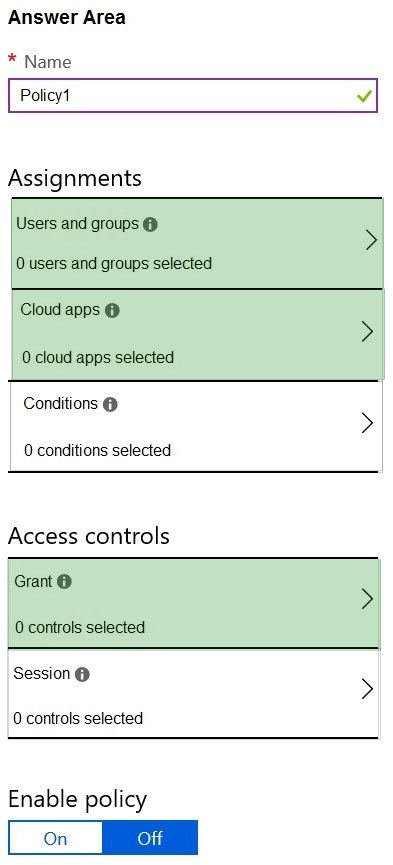 Answer Area
* Name
Policy1
Assignments
Users and groups
0 users and groups selected
Cloud apps
0 cloud apps selected
Conditions
0 conditions selected
Access controls
Grant
0 controls selected
Session
0 controls selected
Enable policy
On Off